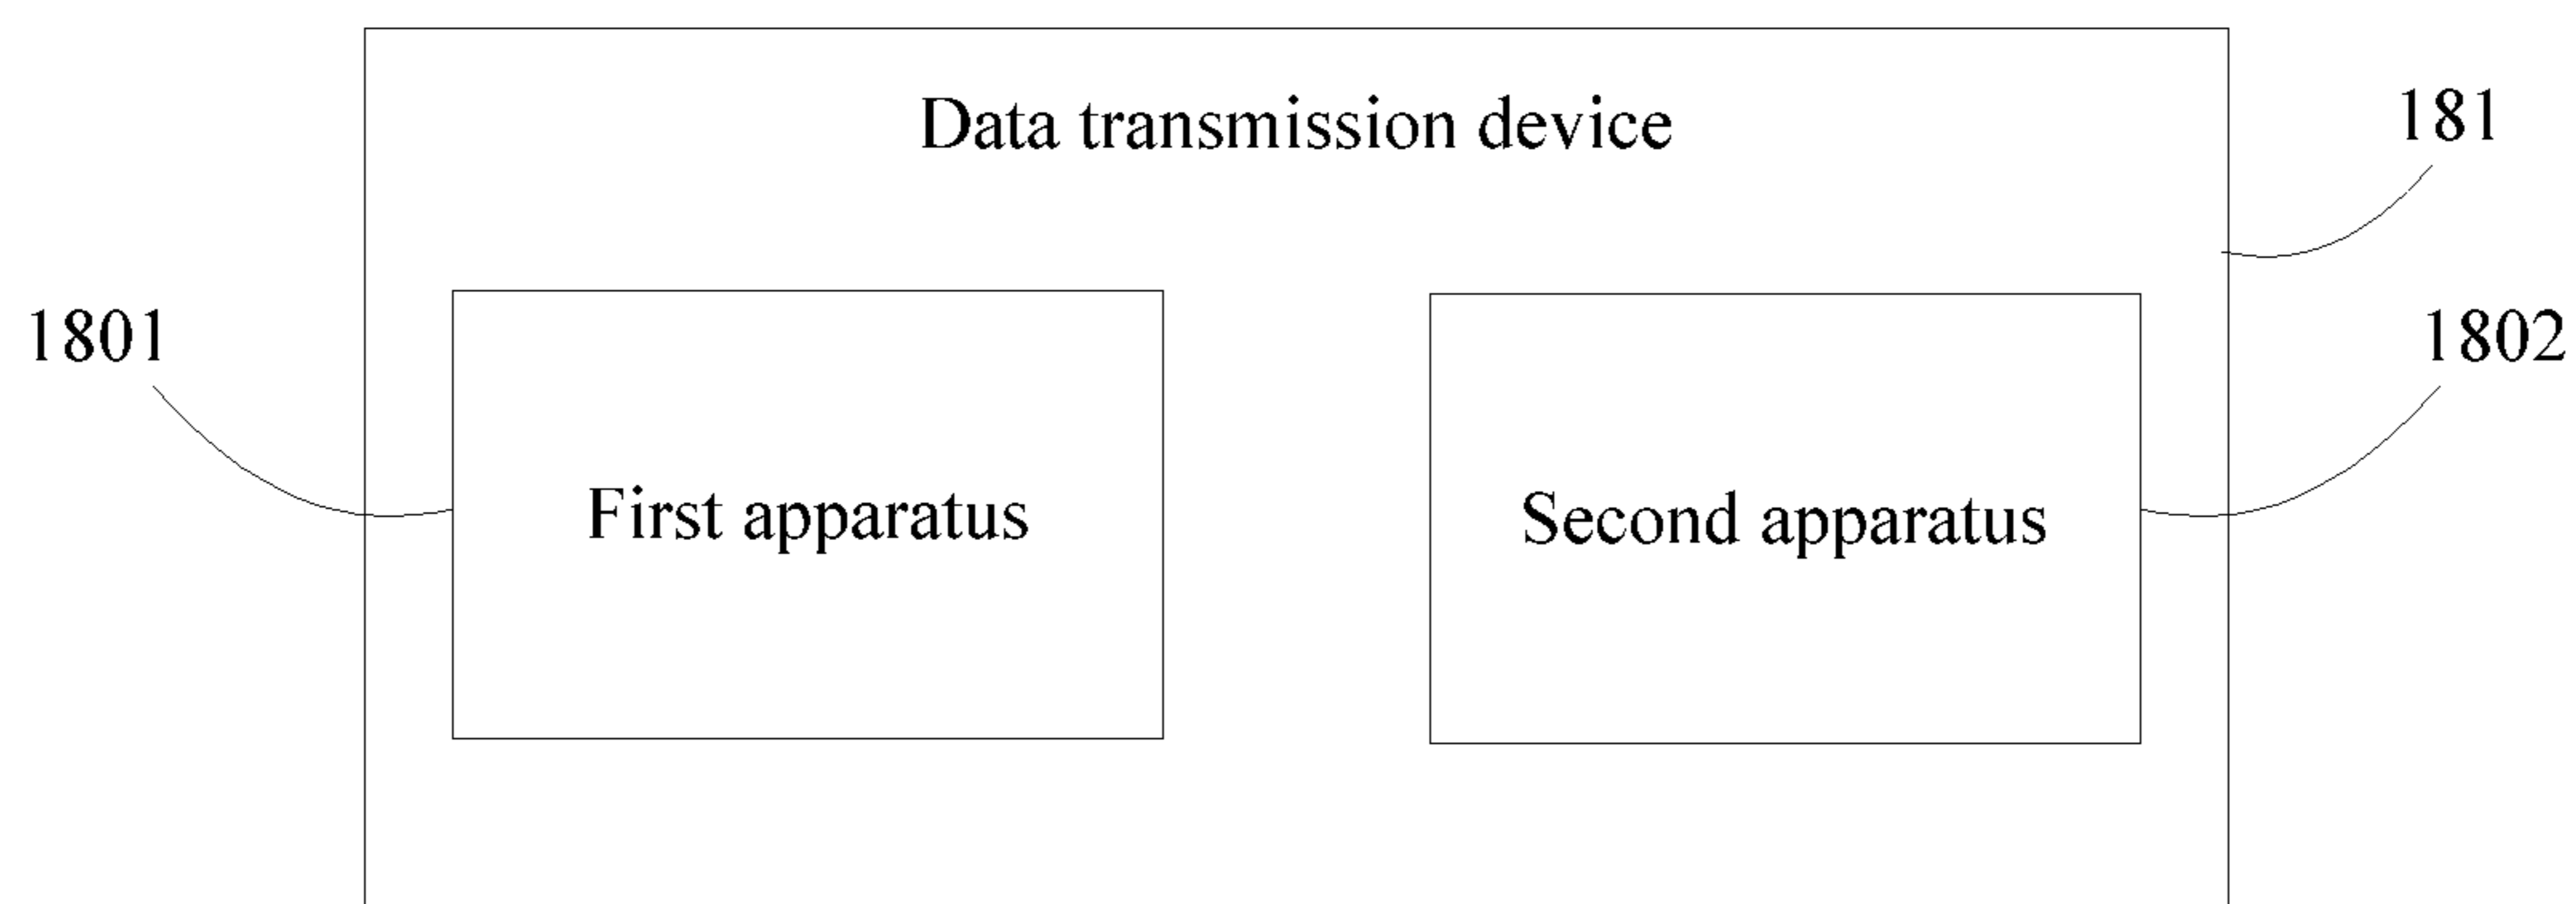 Data transmission device
181
1801
1802
First apparatus
Second apparatus